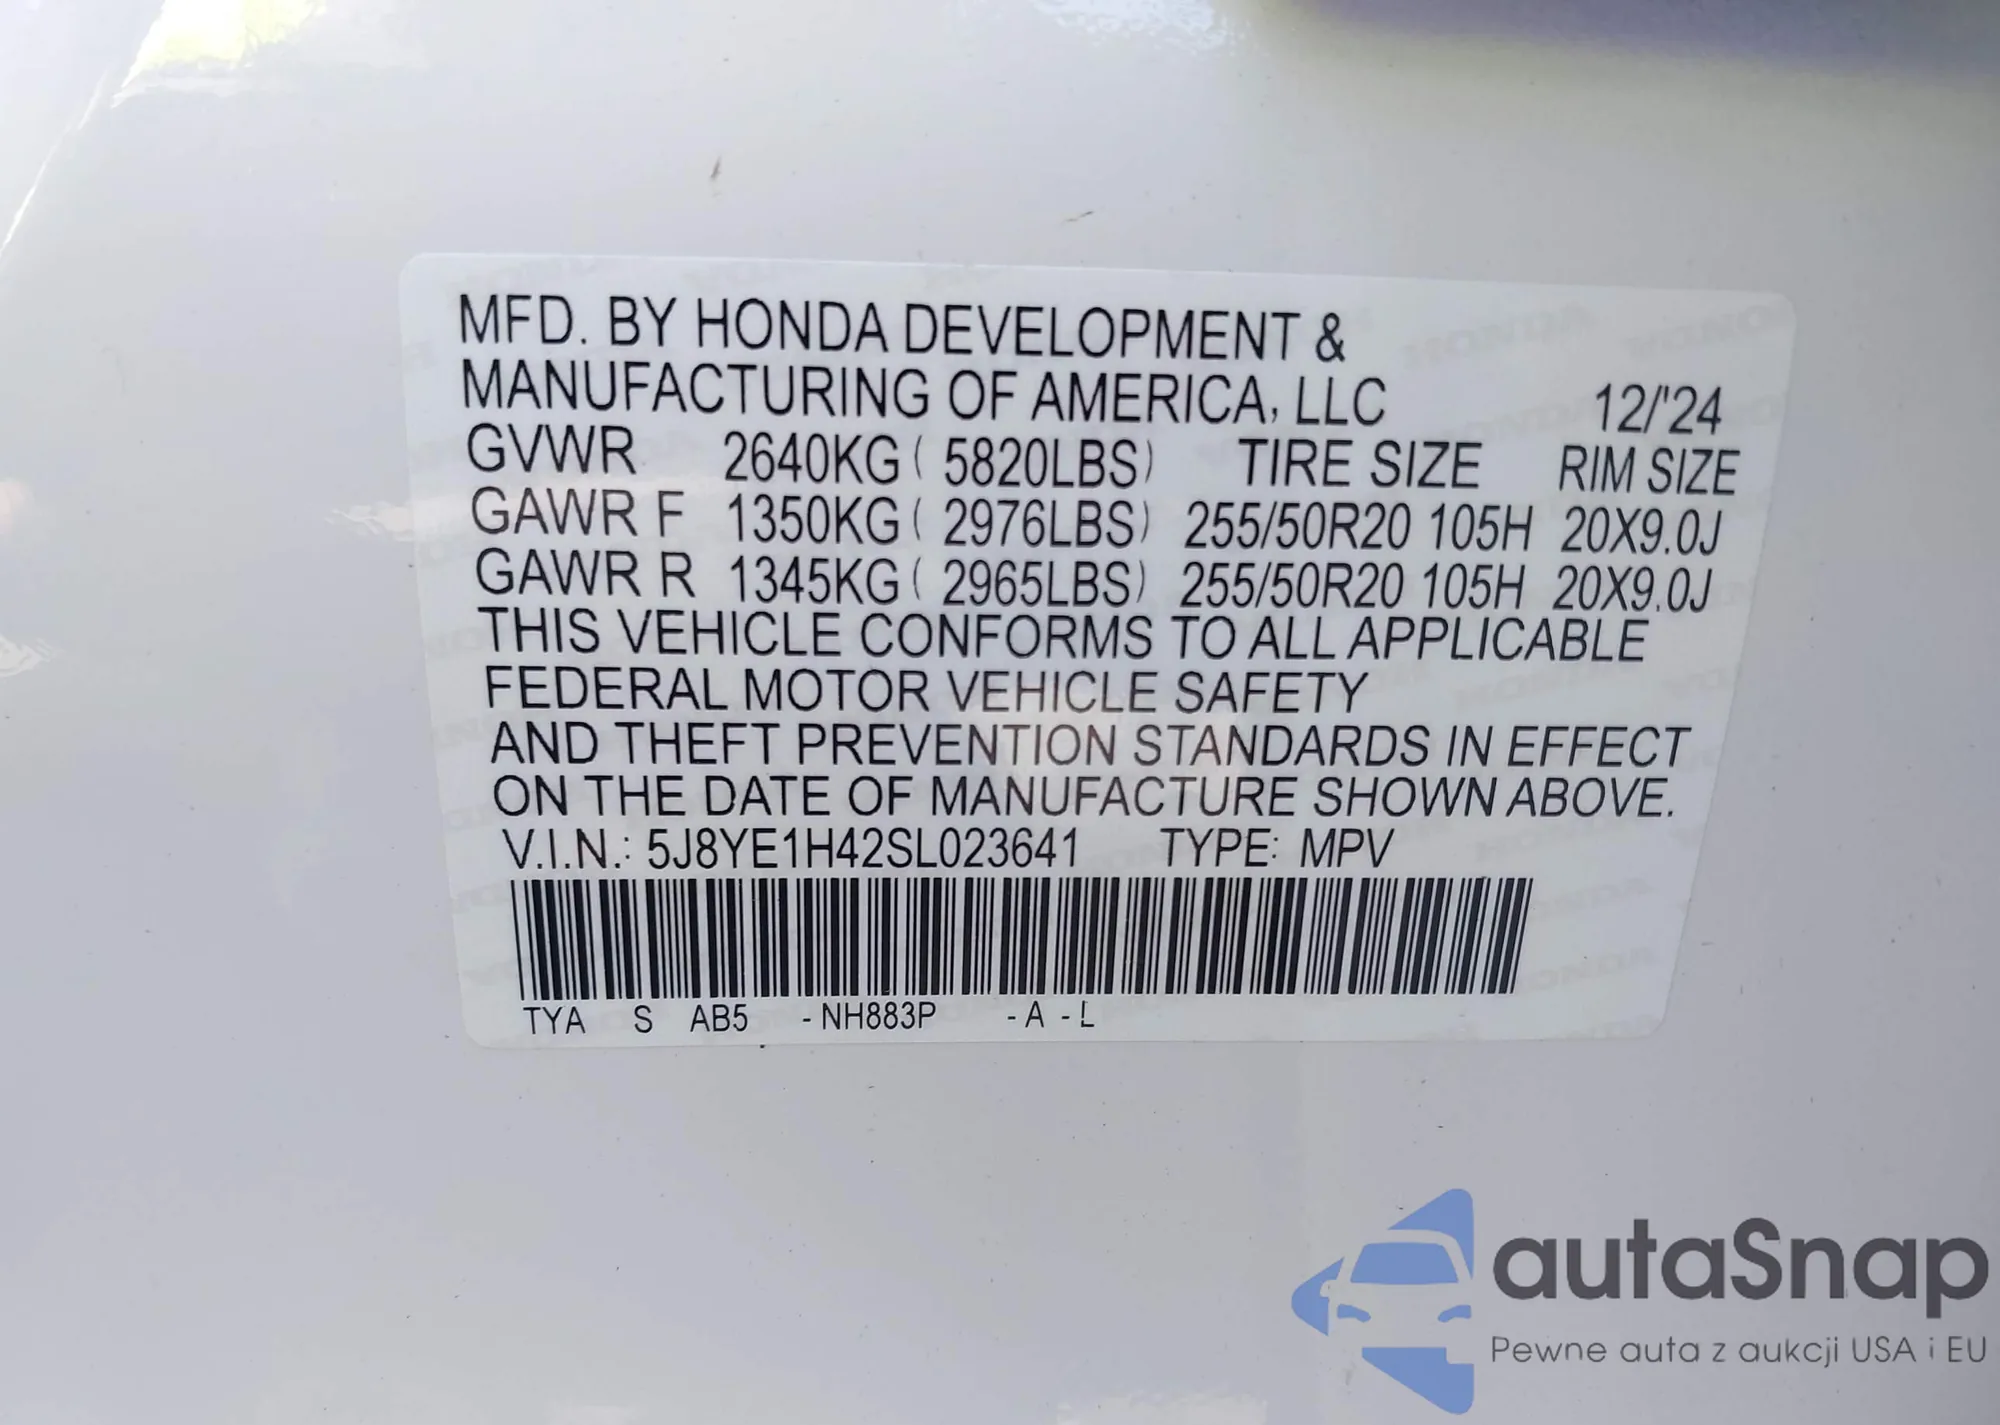 MFD. BY HONDA DEVELOPMENT &
MANUFACTURING OF AMERICA, LLC 12/'24
GVWR 2640KG ( 5820LBS) TIRE SIZE RIM SIZE
GAWR F 1350KG ( 2976LBS) 255/50R20 105H 20X9.0J
GAWR R 1345KG ( 2965LBS) 255/50R20 105H 20X9.0J
THIS VEHICLE CONFORMS TO ALL APPLICABLE
FEDERAL MOTOR VEHICLE SAFETY
AND THEFT PREVENTION STANDARDS IN EFFECT
ON THE DATE OF MANUFACTURE SHOWN ABOVE.
V.I.N.: 5J8YE1H42SL023641 TYPE: MPV
TYA S AB5 - NH883P - A - L
autaSnap
Pewne auta z aukcji USA i EU